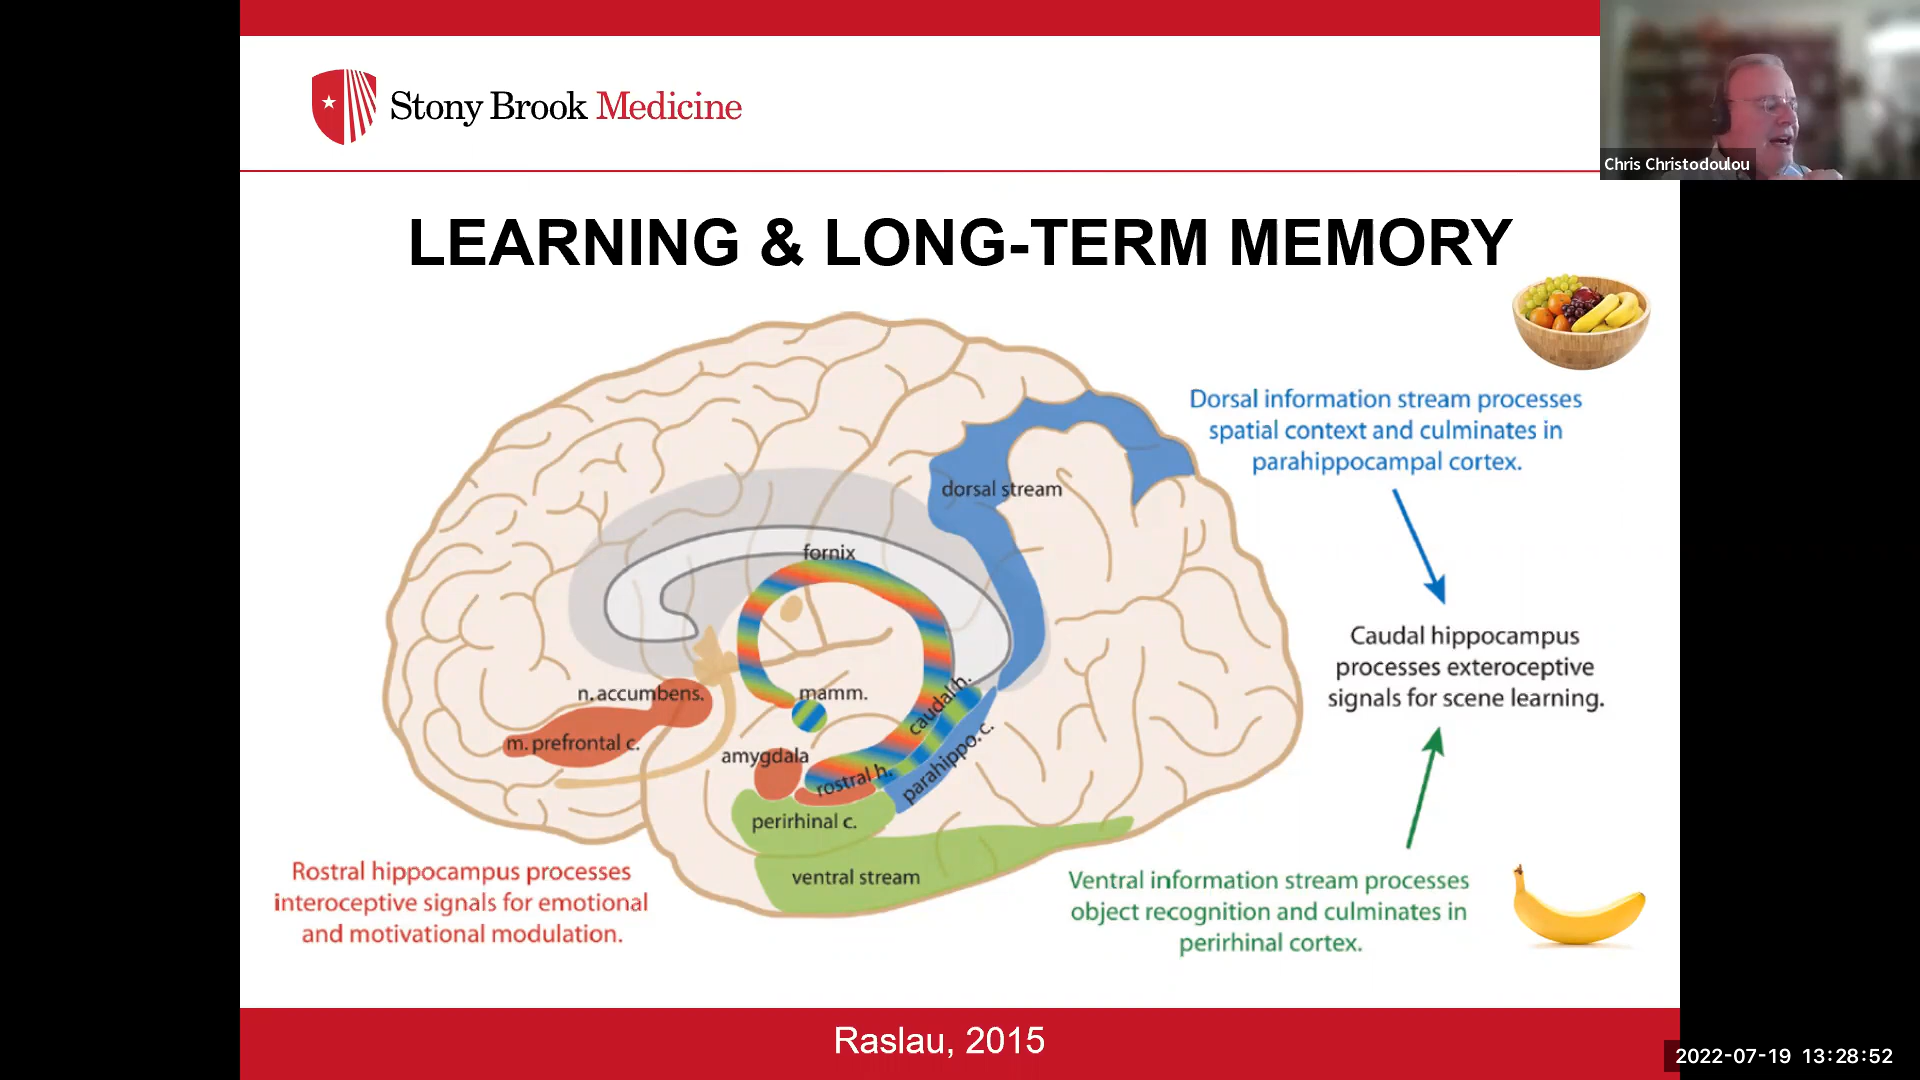 Stony Brook Medicine
Chris Christodoulou
LEARNING & LONG-TERM MEMORY
Dorsal information stream processes
spatial context and culminates in
parahippocampal cortex.
dorsal stream
fornix
Caudal hippocampus
processes exteroceptive
signals for scene learning.
n. accumbens.
mamm.
caudal h.
m. prefrontal c.
amygdala
rostral h.
parahippo. c.
perirhinal c.
ventral stream
Rostral hippocampus processes
interoceptive signals for emotional
and motivational modulation.
Ventral information stream processes
object recognition and culminates in
perirhinal cortex.
Raslau, 2015
2022-07-19 13:28:52